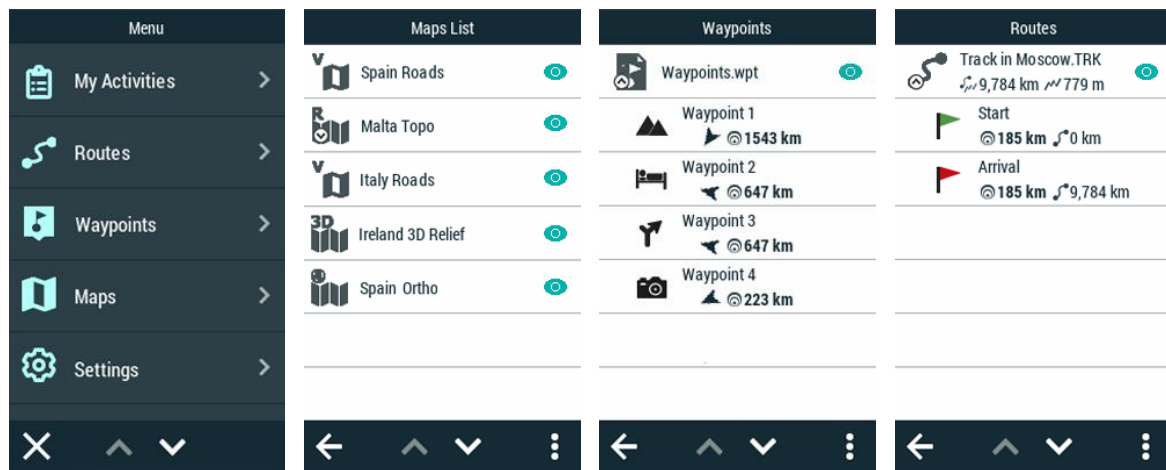 Menu
My Activities
Routes
Waypoints
Maps
Settings
Maps List
V
Spain Roads
R
Malta Topo
V
Italy Roads
3D
Ireland 3D Relief
Spain Ortho
Waypoints
Waypoints.wpt
Waypoint 1
1543 km
Waypoint 2
647 km
Waypoint 3
647 km
Waypoint 4
223 km
Routes
Track in Moscow.TRK
9,784 km 779 m
Start
185 km 0 km
Arrival
185 km 9,784 km